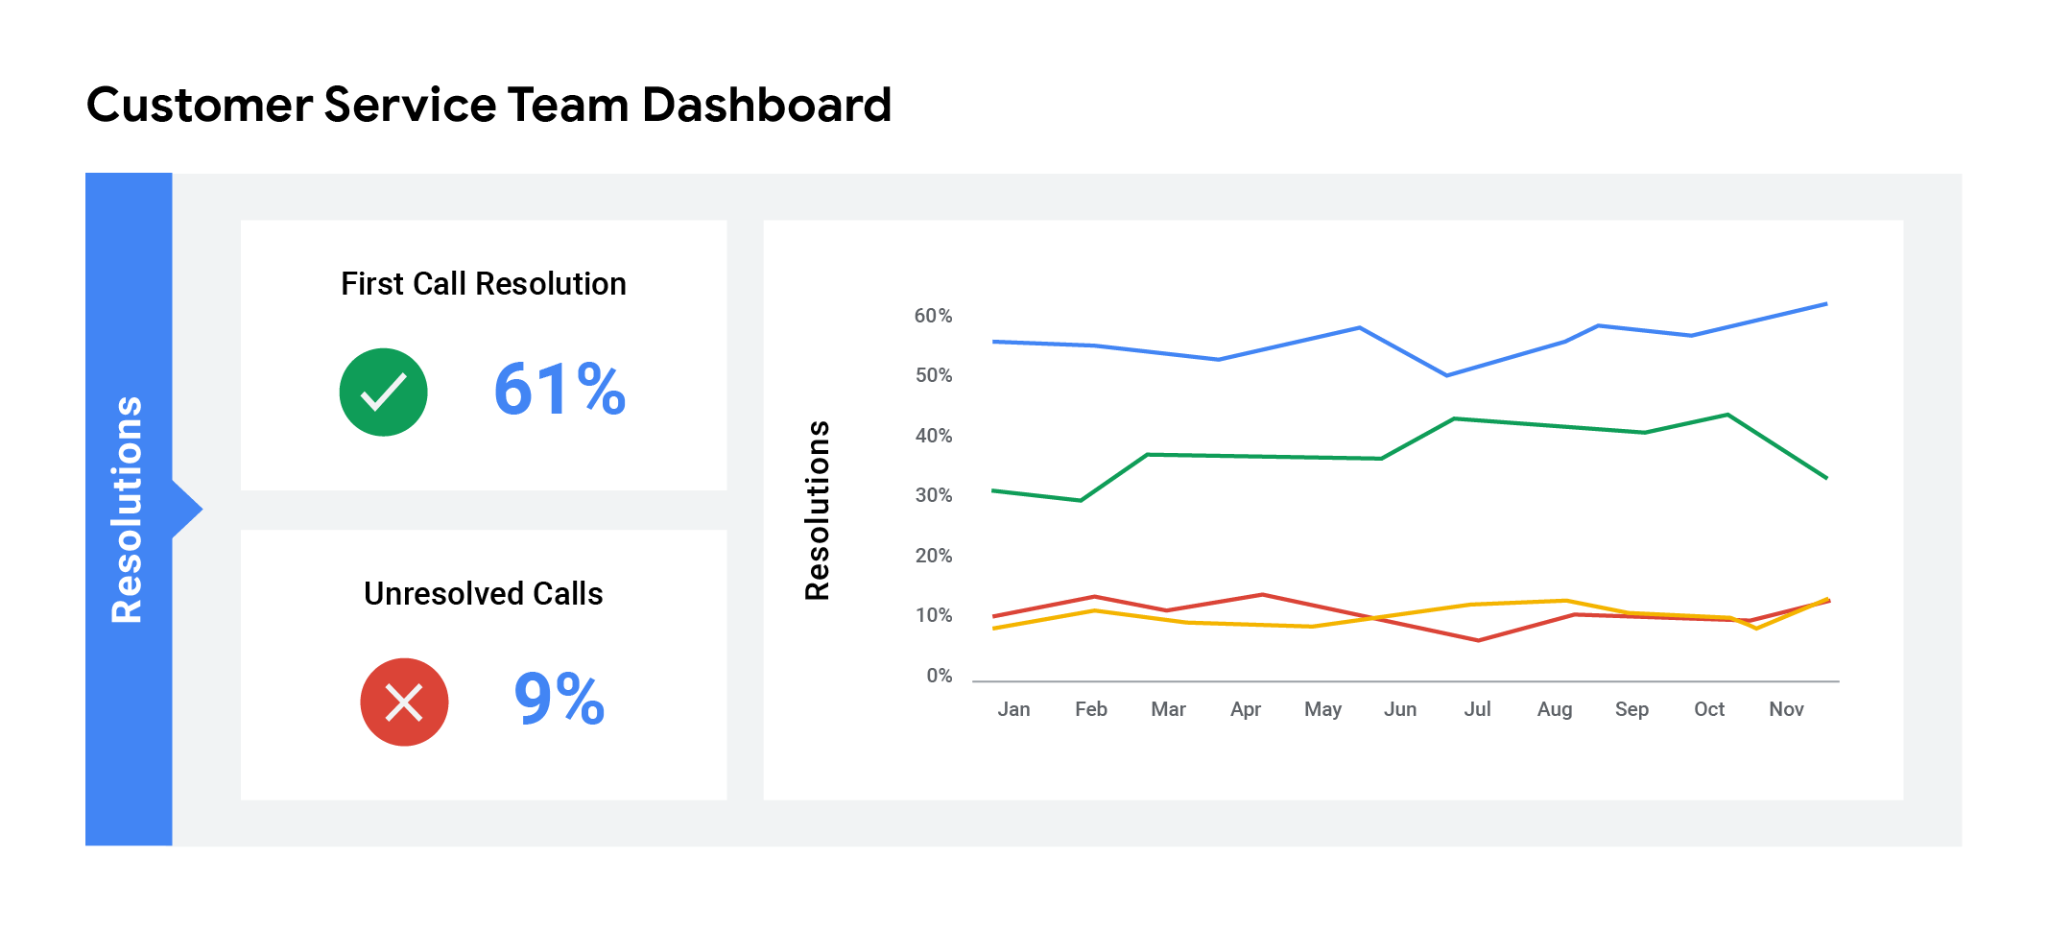 Customer Service Team Dashboard
Resolutions
First Call Resolution
61%
Unresolved Calls
9%
Resolutions
60%
50%
40%
30%
20%
10%
0%
Jan Feb Mar Apr May Jun Jul Aug Sep Oct Nov